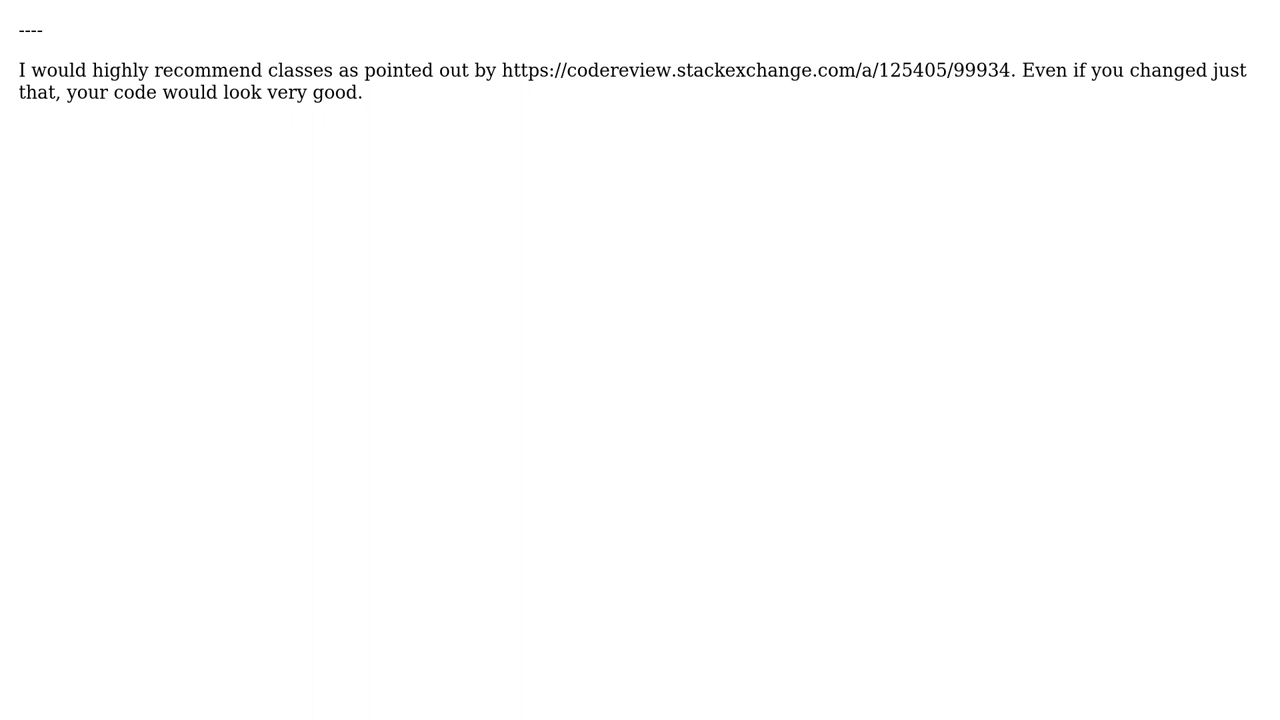 ----
I would highly recommend classes as pointed out by https://codereview.stackexchange.com/a/125405/99934. Even if you changed just
that, your code would look very good.